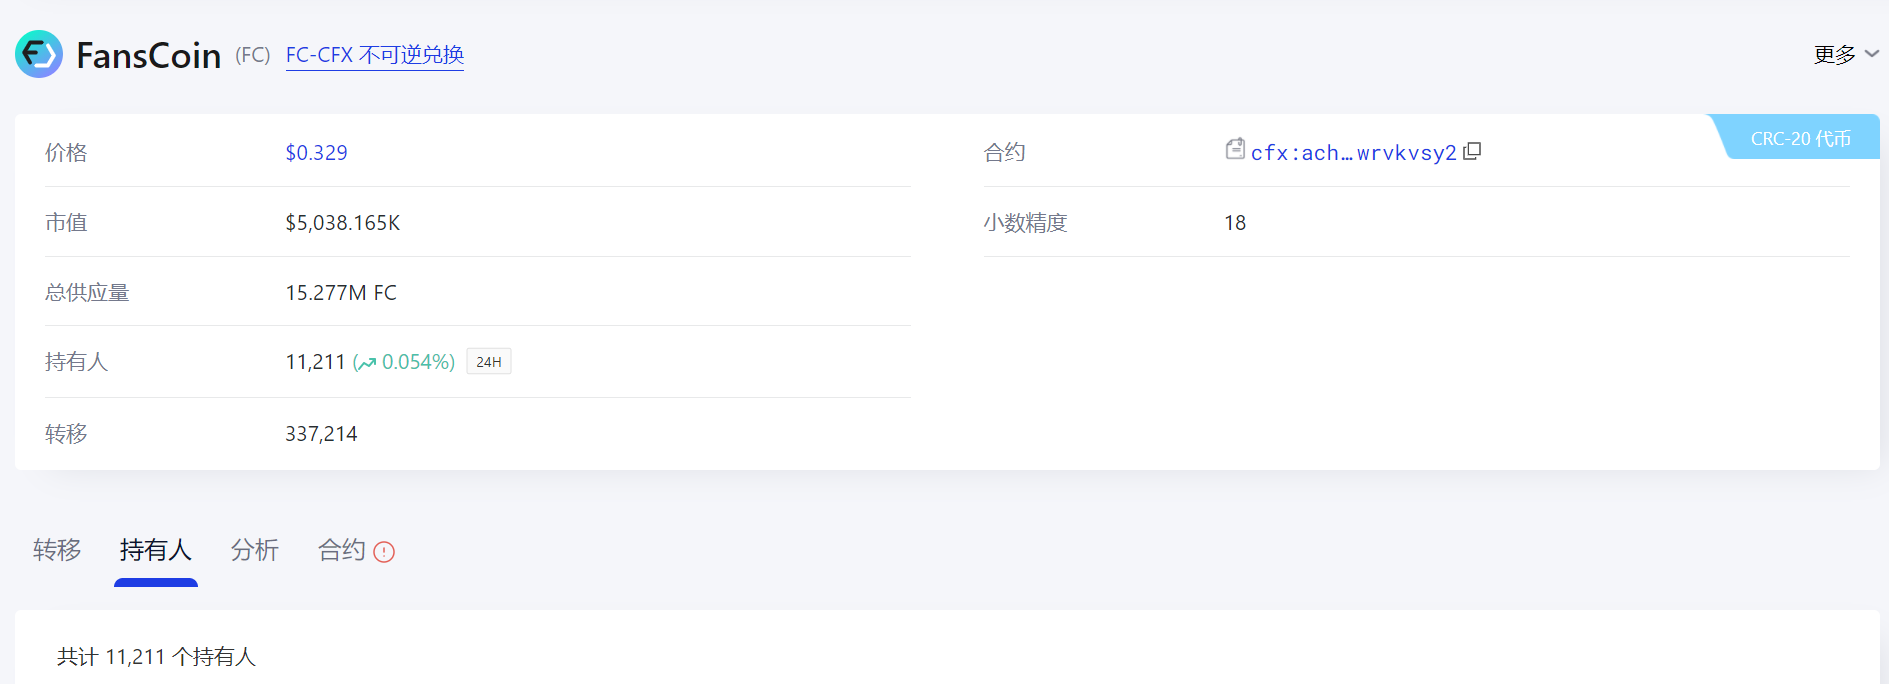 FansCoin (FC) FC-CFX 不可逆兑换 更多
CRC-20 代币
价格 $0.329 合约 cfx:ach…wrvkvsy2
市值 $5,038.165K 小数精度 18
总供应量 15.277M FC
持有人 11,211 (0.054%) 24H
转移 337,214
转移 持有人 分析 合约
共计 11,211 个持有人